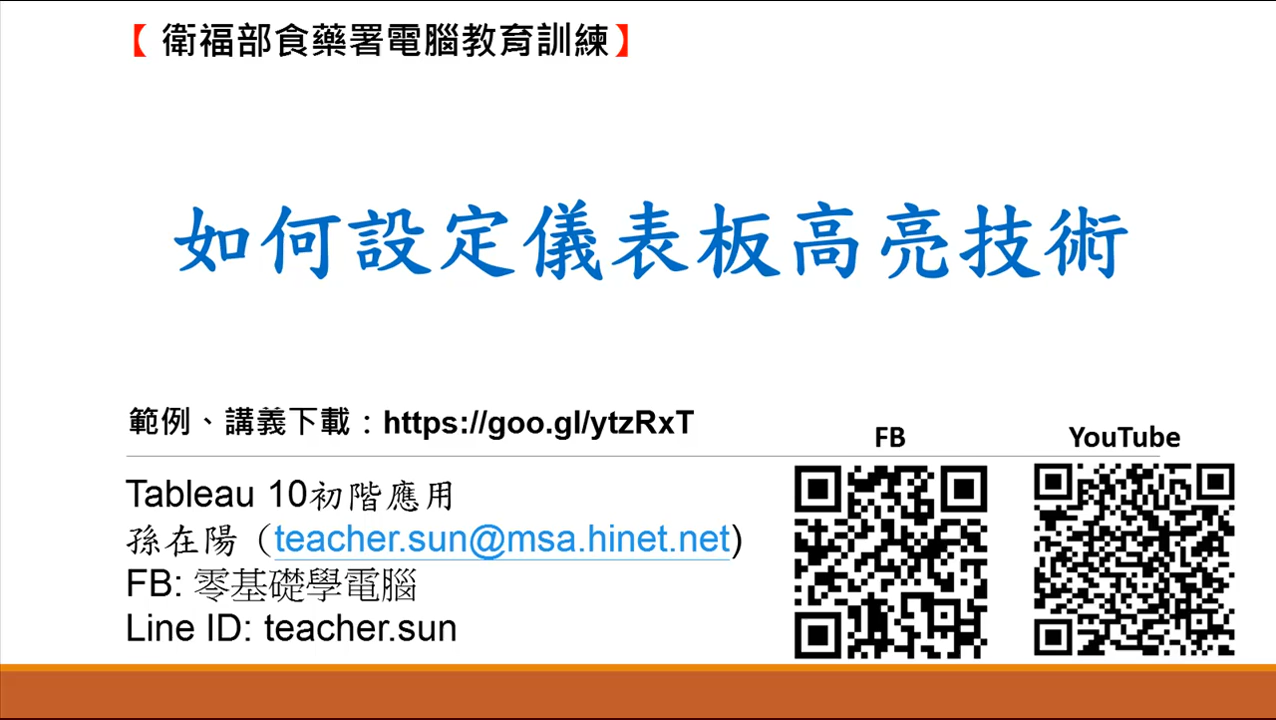 【 衛福部食藥署電腦教育訓練】
如何設定儀表板高亮技術
範例、講義下載：https://goo.gl/ytzRxT
FB
YouTube
Tableau 10初階應用
孫在陽（teacher.sun@msa.hinet.net)
FB: 零基礎學電腦
Line ID: teacher.sun